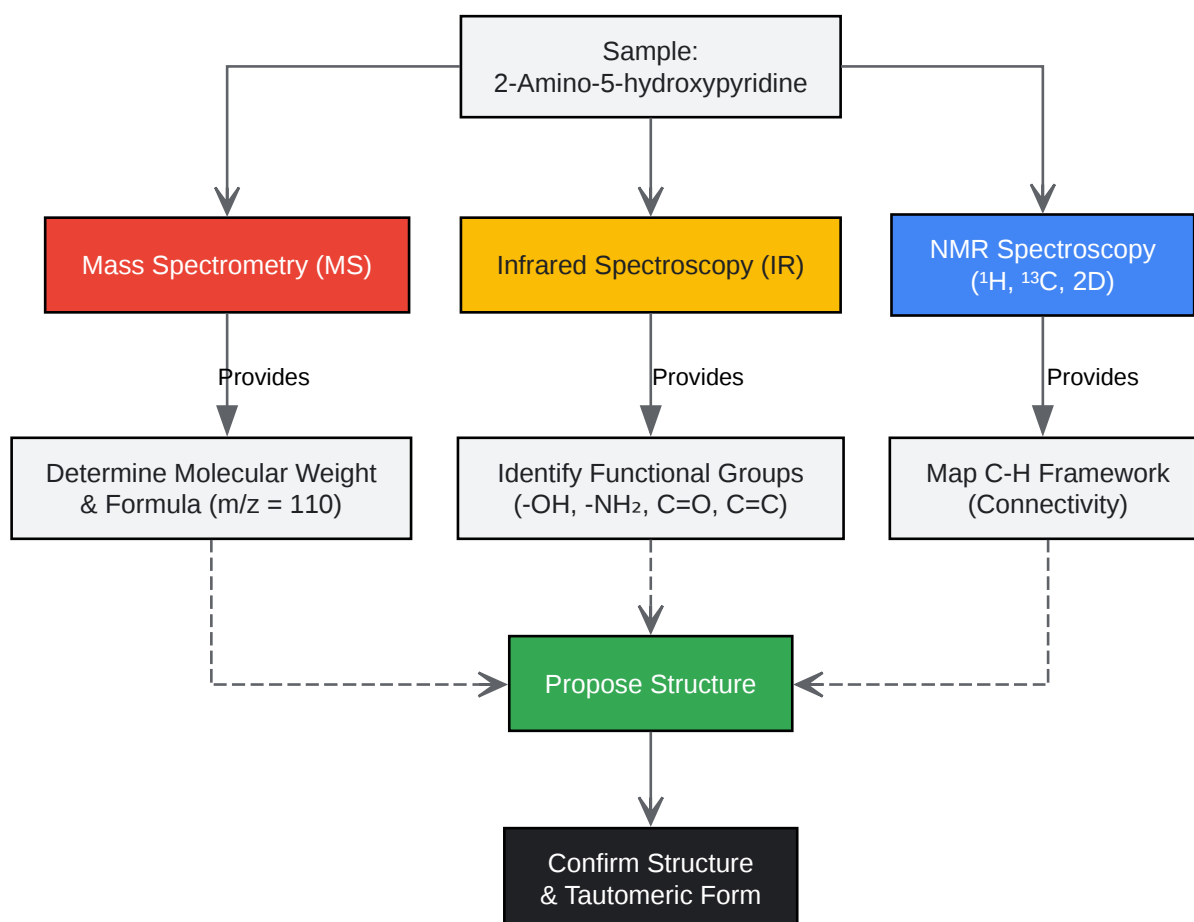 Sample:
2-Amino-5-hydroxypyridine
Mass Spectrometry (MS)
Infrared Spectroscopy (IR)
NMR Spectroscopy
(¹H, ¹³C, 2D)
Provides
Provides
Provides
Determine Molecular Weight
& Formula (m/z = 110)
Identify Functional Groups
(-OH, -NH₂, C=O, C=C)
Map C-H Framework
(Connectivity)
Propose Structure
Confirm Structure
& Tautomeric Form